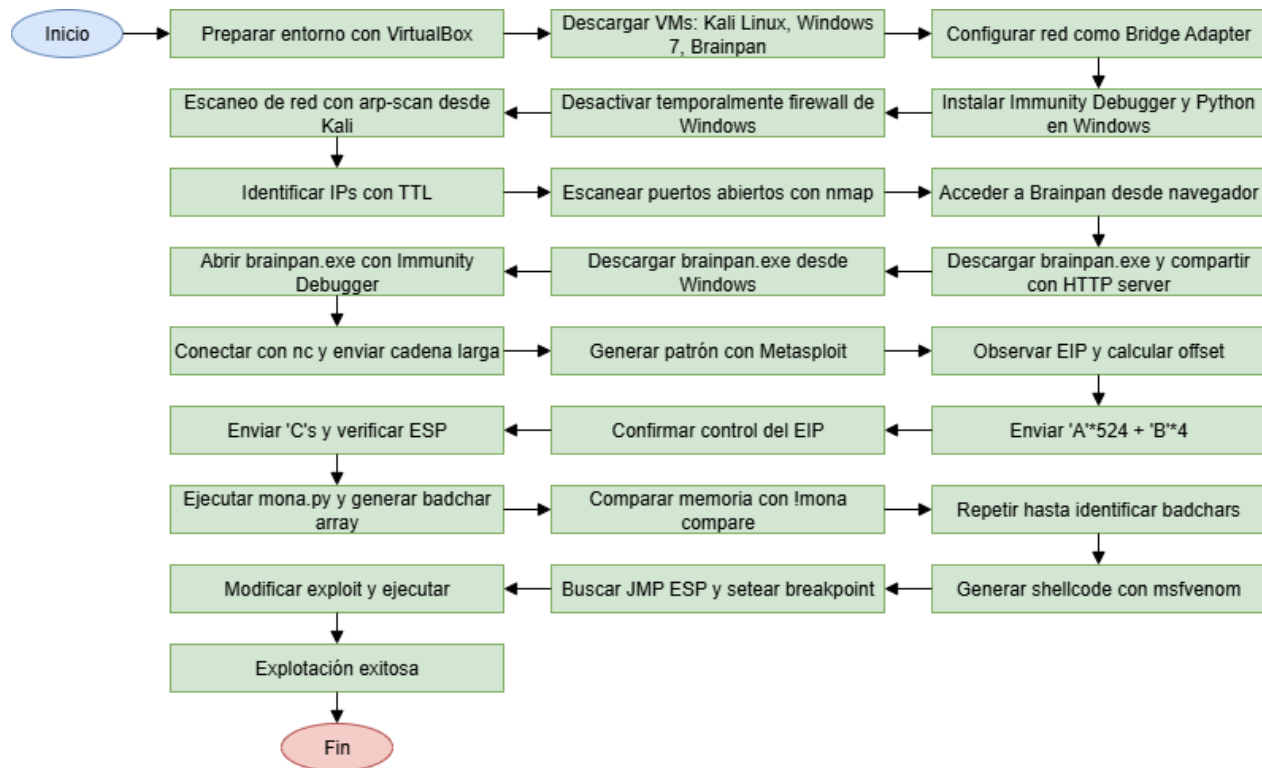 Inicio
Preparar entorno con VirtualBox
Descargar VMs: Kali Linux, Windows
7, Brainpan
Configurar red como Bridge Adapter
Instalar Immunity Debugger y Python
en Windows
Desactivar temporalmente firewall de
Windows
Escaneo de red con arp-scan desde
Kali
Identificar IPs con TTL
Escanear puertos abiertos con nmap
Acceder a Brainpan desde navegador
Descargar brainpan.exe y compartir
con HTTP server
Descargar brainpan.exe desde
Windows
Abrir brainpan.exe con Immunity
Debugger
Conectar con nc y enviar cadena larga
Generar patrón con Metasploit
Observar EIP y calcular offset
Enviar 'A'*524 + 'B'*4
Confirmar control del EIP
Enviar 'C's y verificar ESP
Ejecutar mona.py y generar badchar
array
Comparar memoria con !mona
compare
Repetir hasta identificar badchars
Generar shellcode con msfvenom
Buscar JMP ESP y setear breakpoint
Modificar exploit y ejecutar
Explotación exitosa
Fin